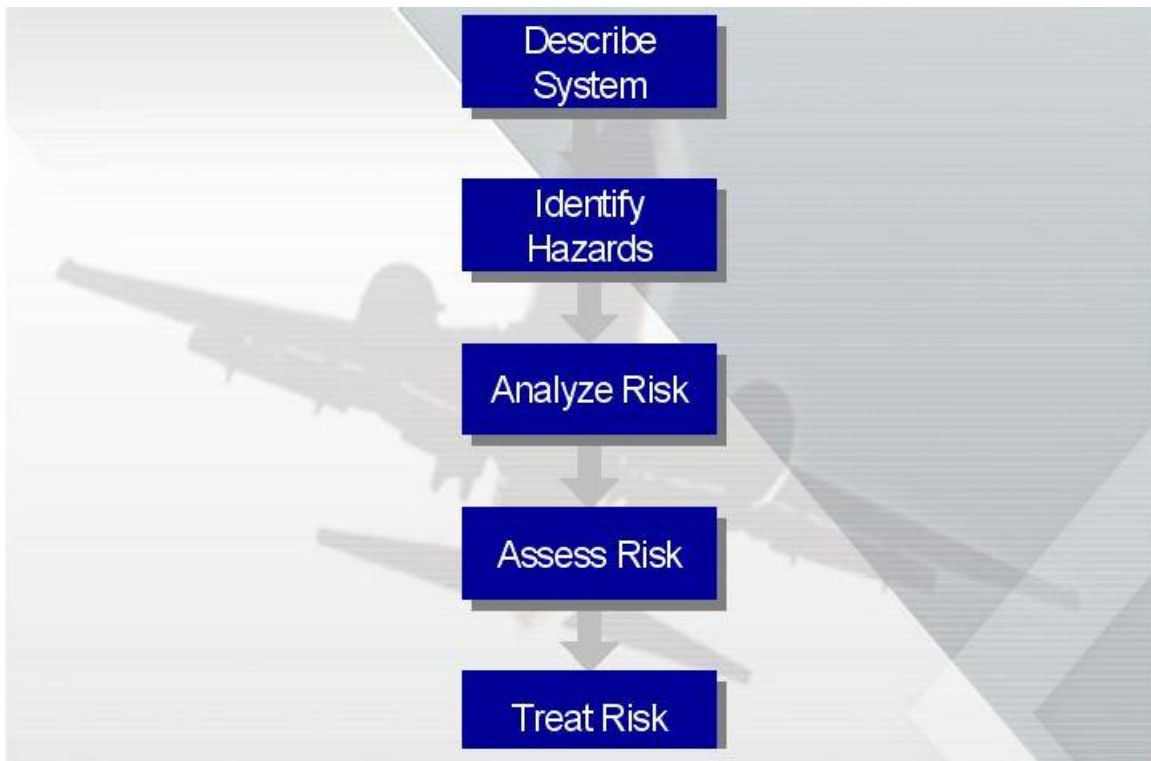 Describe
System
Identify
Hazards
Analyze Risk
Assess Risk
Treat Risk